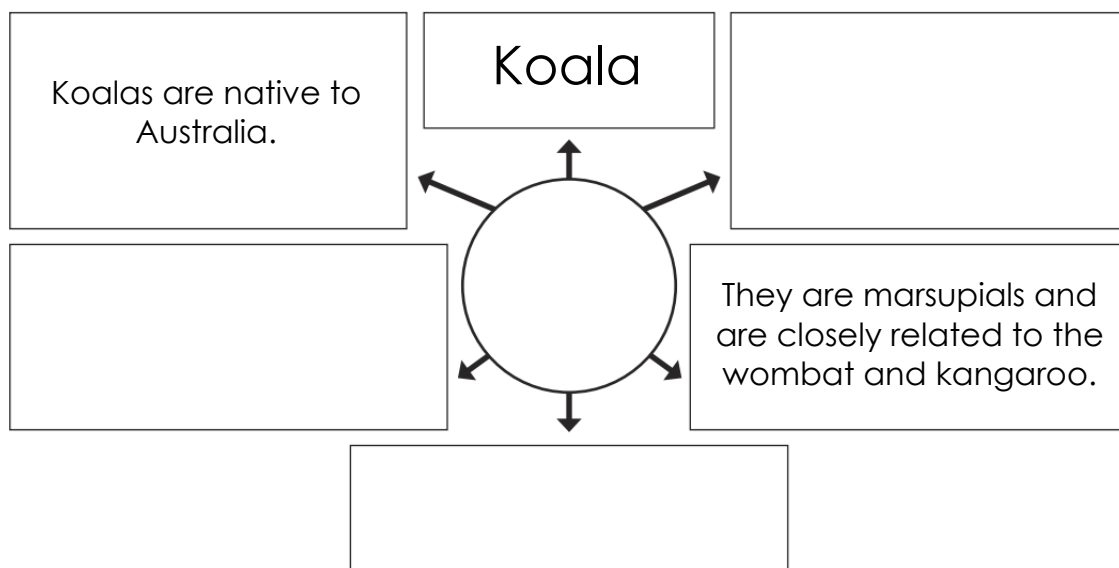 Koala
Koalas are native to
Australia.
They are marsupials and
are closely related to the
wombat and kangaroo.